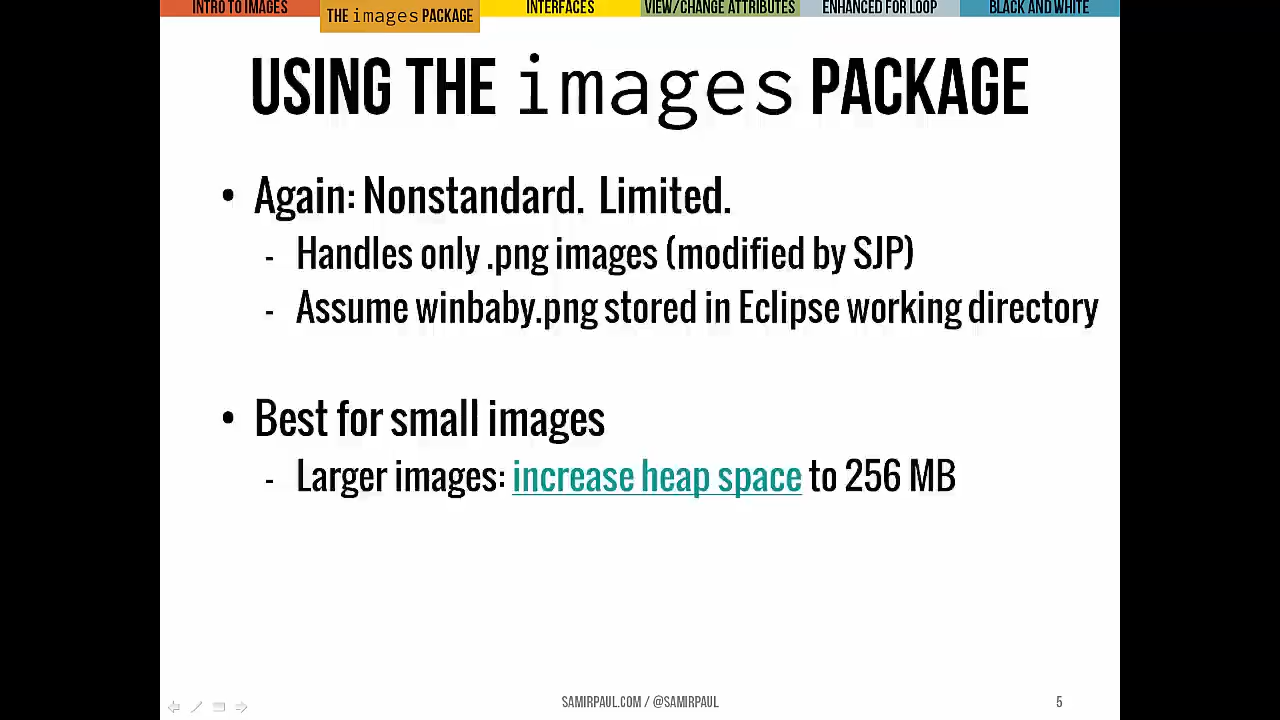 INTRO TO IMAGES
THE images PACKAGE
INTERFACES
VIEW/CHANGE ATTRIBUTES
ENHANCED FOR LOOP
BLACK AND WHITE
USING THE images PACKAGE
• Again: Nonstandard. Limited.
- Handles only .png images (modified by SJP)
- Assume winbaby.png stored in Eclipse working directory
• Best for small images
- Larger images: increase heap space to 256 MB
SAMIRPAUL.COM / @SAMIRPAUL
5